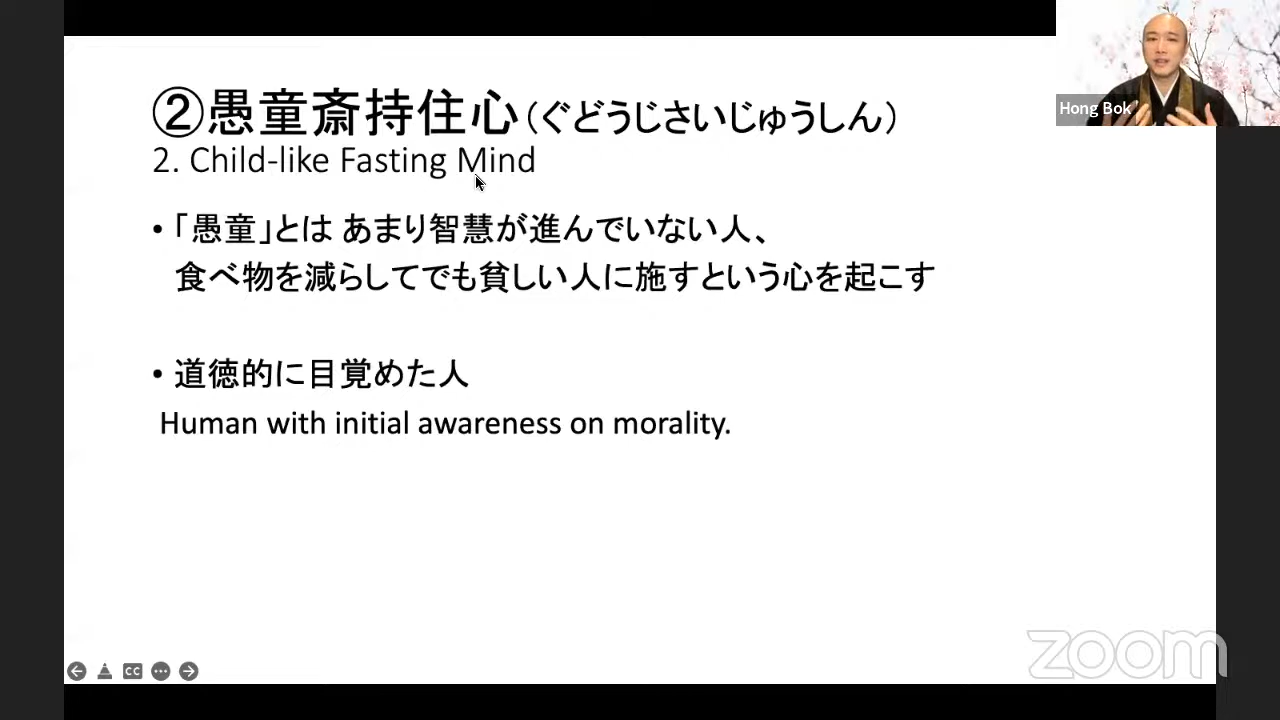 ②愚童斎持住心（ぐどうじさいじゅうしん）
2. Child-like Fasting Mind
• 「愚童」とは あまり智慧が進んでいない人、
食べ物を減らしてでも貧しい人に施すという心を起こす
• 道徳的に目覚めた人
Human with initial awareness on morality.
Hong Bok
CC
zoom